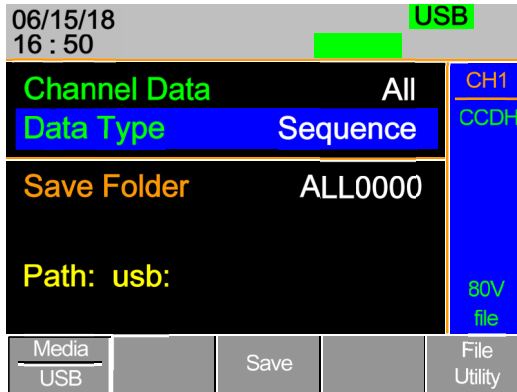 06/15/18 USB
16 : 50
Channel Data All
Data Type Sequence
Save Folder ALL0000
Path: usb:
CH1
CCDH
80V
file
Media
USB
Save
File
Utility